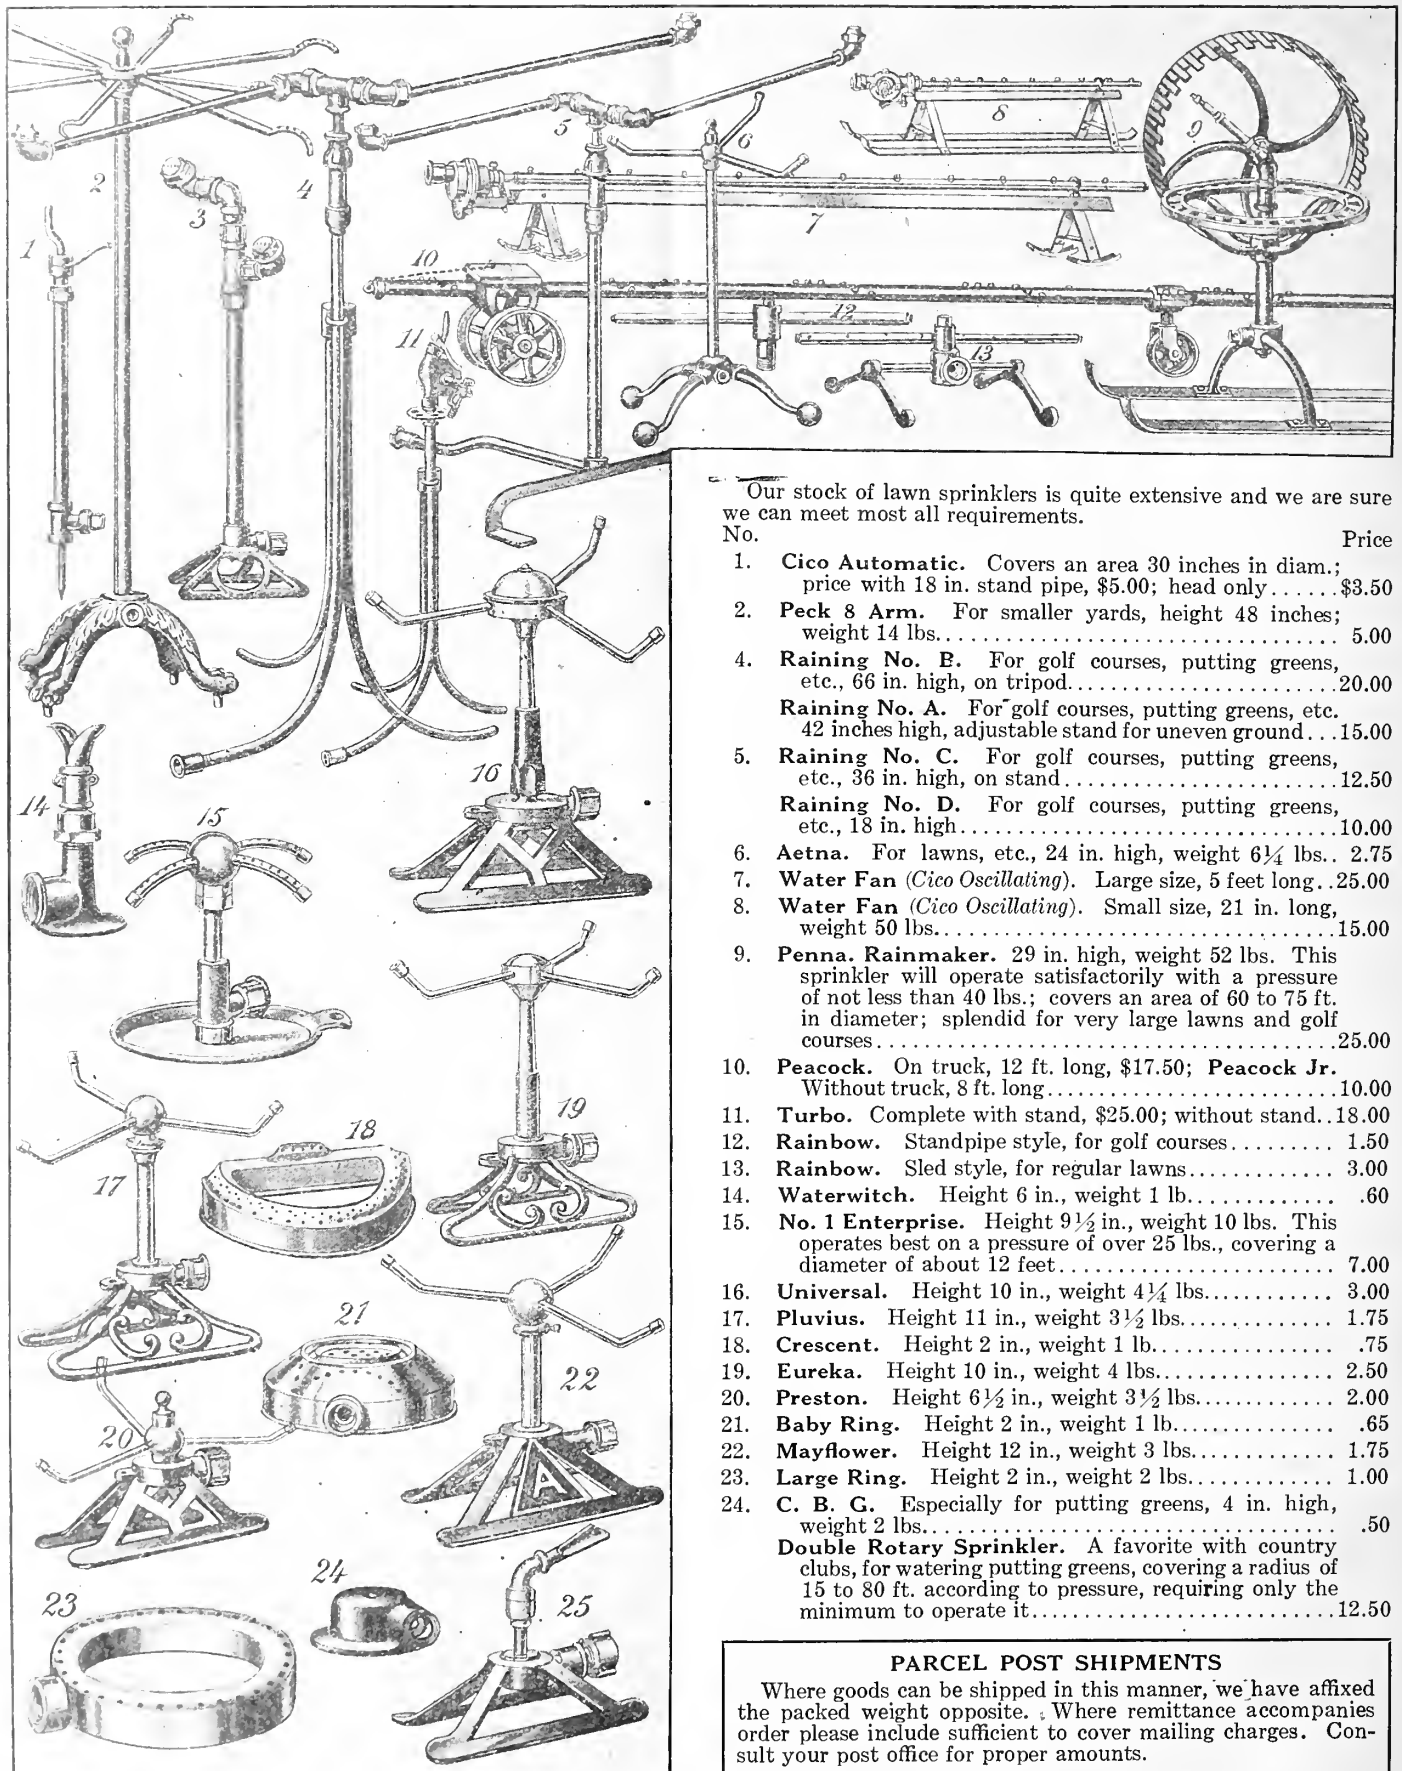 1
2
3
4
5
6
7
8
9
10
11
12
13
14
15
16
17
18
19
20
21
22
A
23
24
25
Our stock of lawn sprinklers is quite extensive and we are sure
we can meet most all requirements.
No. Price
1. Cico Automatic. Covers an area 30 inches in diam.;
price with 18 in. stand pipe, $5.00; head only......$3.50
2. Peck 8 Arm. For smaller yards, height 48 inches;
weight 14 lbs. 5.00
4. Raining No. B. For golf courses, putting greens,
etc., 66 in. high, on tripod. 20.00
Raining No. A. For golf courses, putting greens, etc.
42 inches high, adjustable stand for uneven ground...15.00
5. Raining No. C. For golf courses, putting greens,
etc., 36 in. high, on stand 12.50
Raining No. D. For golf courses, putting greens,
etc., 18 in. high 10.00
6. Aetna. For lawns, etc., 24 in. high, weight 6¼ lbs.. 2.75
7. Water Fan (Cico Oscillating). Large size, 5 feet long..25.00
8. Water Fan (Cico Oscillating). Small size, 21 in. long,
weight 50 lbs. 15.00
9. Penna. Rainmaker. 29 in. high, weight 52 lbs. This
sprinkler will operate satisfactorily with a pressure
of not less than 40 lbs.; covers an area of 60 to 75 ft.
in diameter; splendid for very large lawns and golf
courses 25.00
10. Peacock. On truck, 12 ft. long, $17.50; Peacock Jr.
Without truck, 8 ft. long 10.00
11. Turbo. Complete with stand, $25.00; without stand..18.00
12. Rainbow. Standpipe style, for golf courses 1.50
13. Rainbow. Sled style, for regular lawns 3.00
14. Waterwitch. Height 6 in., weight 1 lb. .60
15. No. 1 Enterprise. Height 9½ in., weight 10 lbs. This
operates best on a pressure of over 25 lbs., covering a
diameter of about 12 feet 7.00
16. Universal. Height 10 in., weight 4¼ lbs. 3.00
17. Pluvius. Height 11 in., weight 3½ lbs. 1.75
18. Crescent. Height 2 in., weight 1 lb. .75
19. Eureka. Height 10 in., weight 4 lbs. 2.50
20. Preston. Height 6½ in., weight 3½ lbs. 2.00
21. Baby Ring. Height 2 in., weight 1 lb. .65
22. Mayflower. Height 12 in., weight 3 lbs. 1.75
23. Large Ring. Height 2 in., weight 2 lbs. 1.00
24. C. B. G. Especially for putting greens, 4 in. high,
weight 2 lbs. .50
Double Rotary Sprinkler. A favorite with country
clubs, for watering putting greens, covering a radius of
15 to 80 ft. according to pressure, requiring only the
minimum to operate it 12.50
PARCEL POST SHIPMENTS
Where goods can be shipped in this manner, we have affixed
the packed weight opposite. Where remittance accompanies
order please include sufficient to cover mailing charges. Con-
sult your post office for proper amounts.